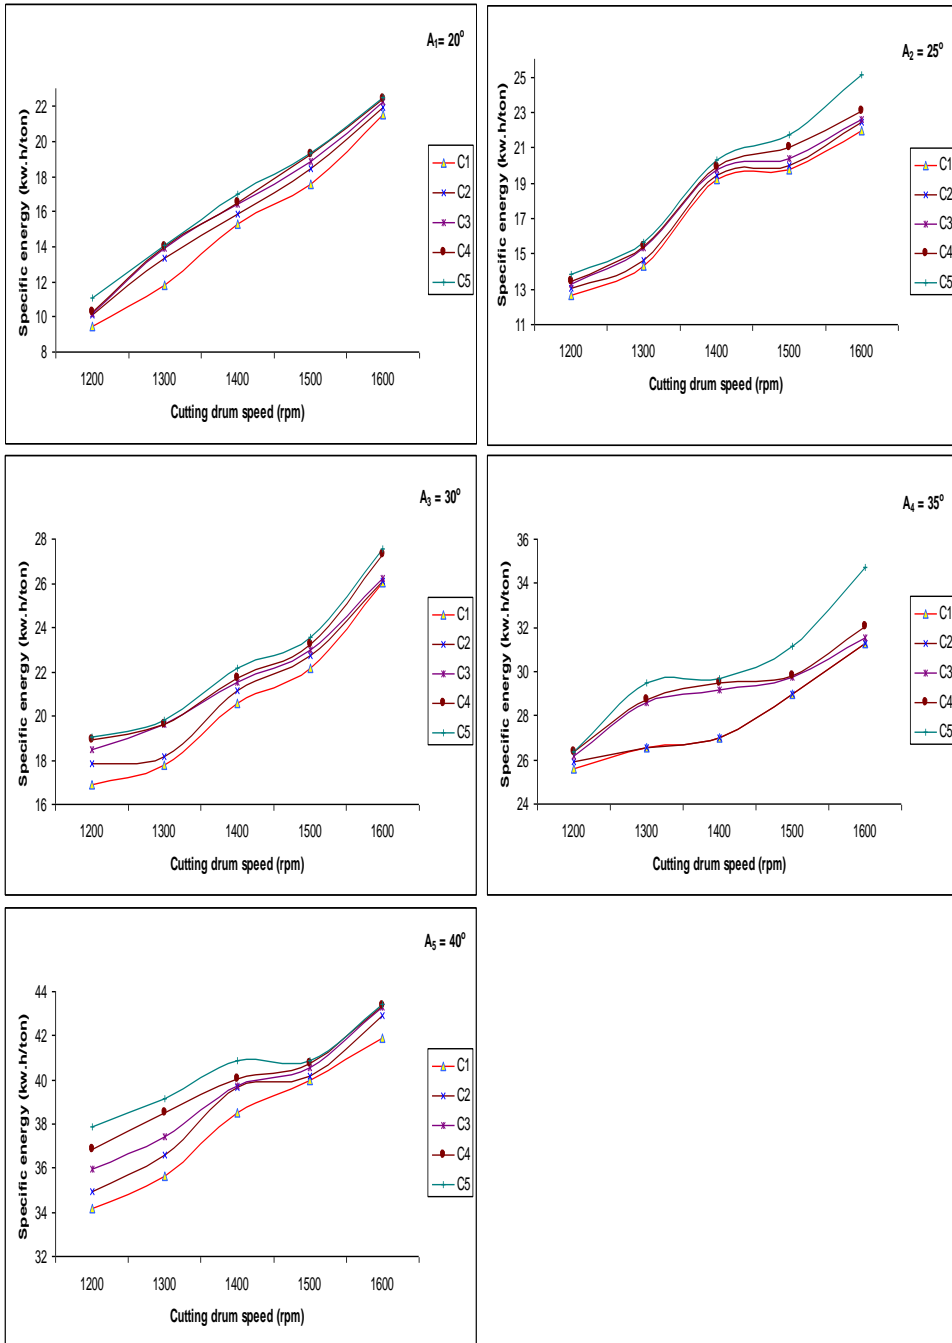 A1= 20o
Specific energy (kw.h/ton)
22
20
18
16
14
12
10
8
1200 1300 1400 1500 1600
Cutting drum speed (rpm)
C1
C2
C3
C4
C5
A2 = 25o
Specific energy (kw.h/ton)
25
23
21
19
17
15
13
11
1200 1300 1400 1500 1600
Cutting drum speed (rpm)
C1
C2
C3
C4
C5
A3 = 30o
Specific energy (kw.h/ton)
28
26
24
22
20
18
16
1200 1300 1400 1500 1600
Cutting drum speed (rpm)
C1
C2
C3
C4
C5
A4 = 35o
Specific energy (kw.h/ton)
36
34
32
30
28
26
24
1200 1300 1400 1500 1600
Cutting drum speed (rpm)
C1
C2
C3
C4
C5
A5 = 40o
Specific energy (kw.h/ton)
44
42
40
38
36
34
32
1200 1300 1400 1500 1600
Cutting drum speed (rpm)
C1
C2
C3
C4
C5